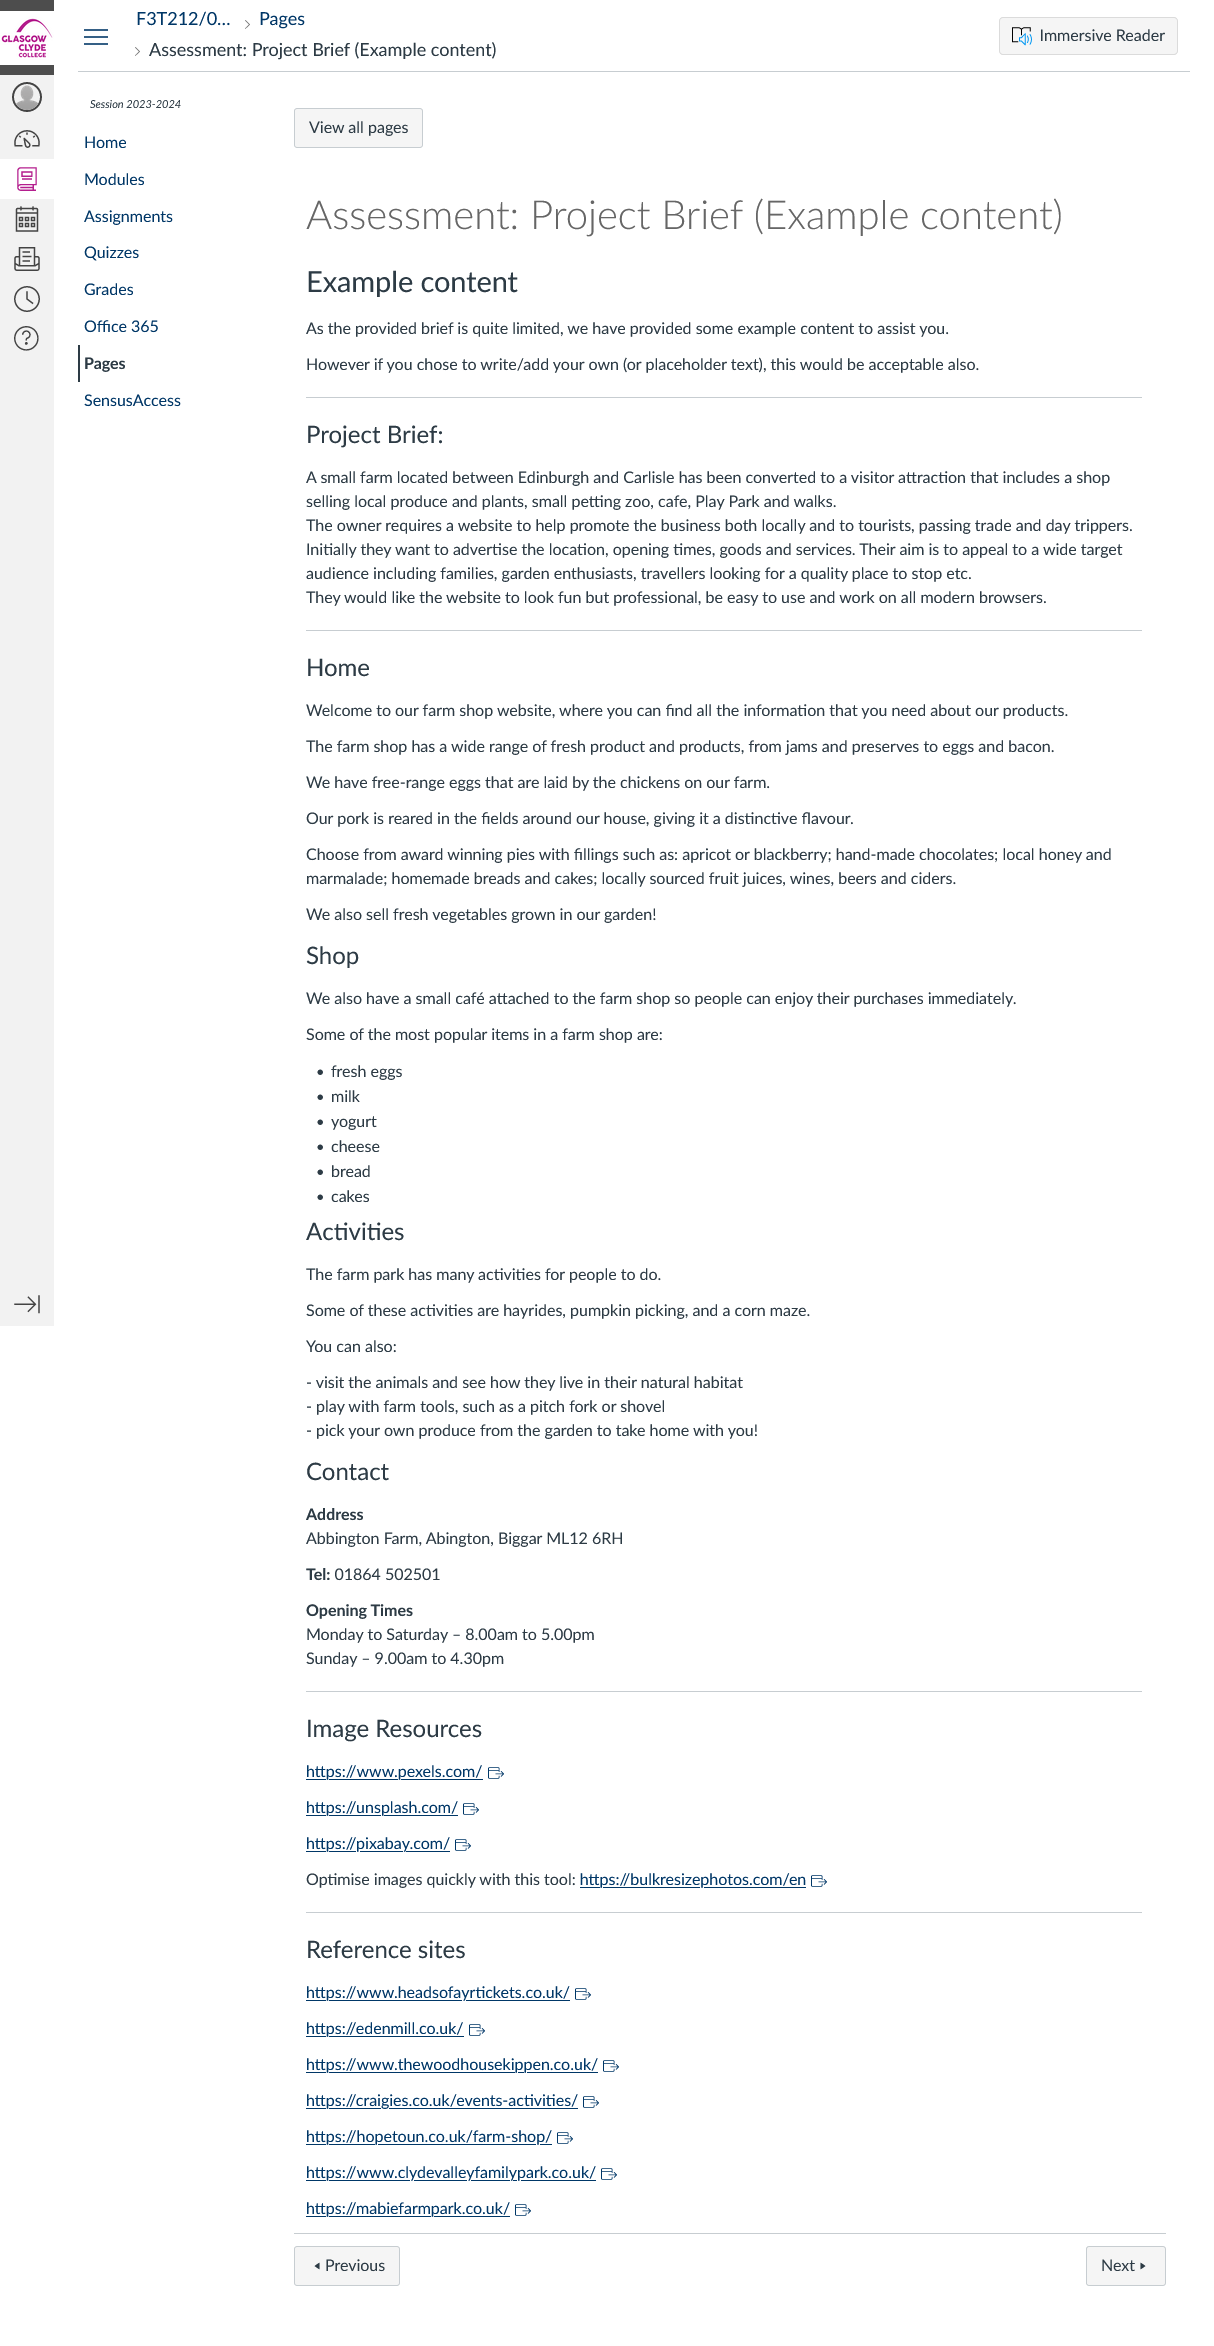 GLASGOW
CLYDE
COLLEGE
F3T212/0... Pages
Assessment: Project Brief (Example content)
Immersive Reader
Session 2023-2024
Home
Modules
Assignments
Quizzes
Grades
Office 365
Pages
SensusAccess
View all pages
Assessment: Project Brief (Example content)
Example content
As the provided brief is quite limited, we have provided some example content to assist you.
However if you chose to write/add your own (or placeholder text), this would be acceptable also.
Project Brief:
A small farm located between Edinburgh and Carlisle has been converted to a visitor attraction that includes a shop
selling local produce and plants, small petting zoo, cafe, Play Park and walks.
The owner requires a website to help promote the business both locally and to tourists, passing trade and day trippers.
Initially they want to advertise the location, opening times, goods and services. Their aim is to appeal to a wide target
audience including families, garden enthusiasts, travellers looking for a quality place to stop etc.
They would like the website to look fun but professional, be easy to use and work on all modern browsers.
Home
Welcome to our farm shop website, where you can find all the information that you need about our products.
The farm shop has a wide range of fresh product and products, from jams and preserves to eggs and bacon.
We have free-range eggs that are laid by the chickens on our farm.
Our pork is reared in the fields around our house, giving it a distinctive flavour.
Choose from award winning pies with fillings such as: apricot or blackberry; hand-made chocolates; local honey and
marmalade; homemade breads and cakes; locally sourced fruit juices, wines, beers and ciders.
We also sell fresh vegetables grown in our garden!
Shop
We also have a small café attached to the farm shop so people can enjoy their purchases immediately.
Some of the most popular items in a farm shop are:
• fresh eggs
• milk
• yogurt
• cheese
• bread
• cakes
Activities
The farm park has many activities for people to do.
Some of these activities are hayrides, pumpkin picking, and a corn maze.
You can also:
- visit the animals and see how they live in their natural habitat
- play with farm tools, such as a pitch fork or shovel
- pick your own produce from the garden to take home with you!
Contact
Address
Abbington Farm, Abington, Biggar ML12 6RH
Tel: 01864 502501
Opening Times
Monday to Saturday – 8.00am to 5.00pm
Sunday – 9.00am to 4.30pm
Image Resources
https://www.pexels.com/
https://unsplash.com/
https://pixabay.com/
Optimise images quickly with this tool: https://bulkresizephotos.com/en
Reference sites
https://www.headsofayrtickets.co.uk/
https://edenmill.co.uk/
https://www.thewoodhousekippen.co.uk/
https://craigies.co.uk/events-activities/
https://hopetoun.co.uk/farm-shop/
https://www.clydevalleyfamilypark.co.uk/
https://mabiefarmpark.co.uk/
Previous
Next